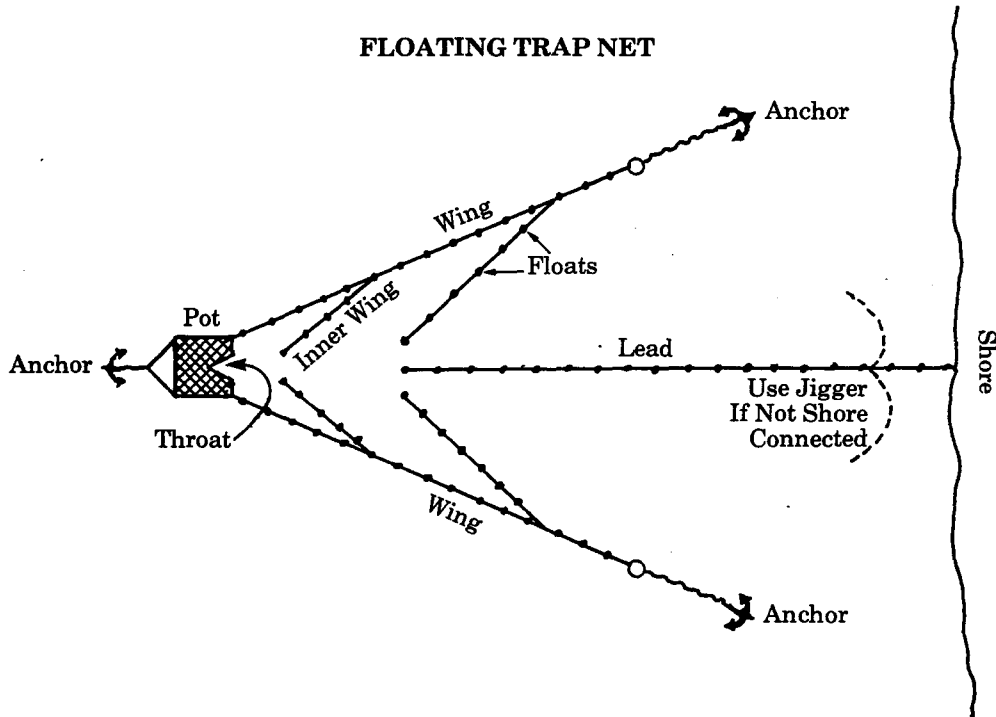 FLOATING TRAP NET
Anchor
Wing
Floats
Pot
Inner Wing
Anchor
Lead
Shore
Use Jigger
If Not Shore
Connected
Throat
Wing
Anchor